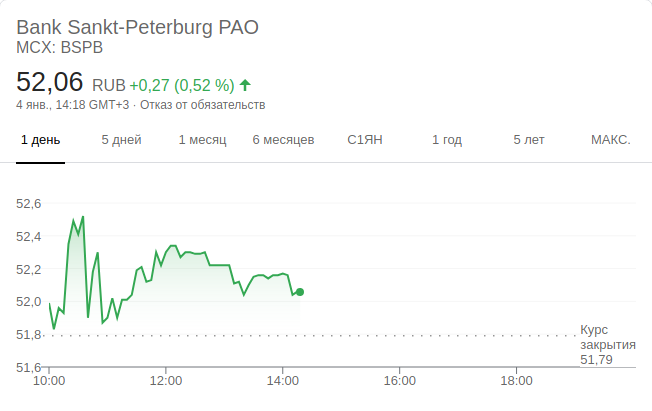 Bank Sankt-Peterburg PAO
MCX: BSPB
52,06 RUB +0,27 (0,52 %)
4 янв., 14:18 GMT+3 · Отказ от обязательств
1 день 5 дней 1 месяц 6 месяцев С1ЯН 1 год 5 лет МАКС.
52,6
52,4
52,2
52,0
51,8
Курс
закрытия
51,79
51,6
10:00 12:00 14:00 16:00 18:00